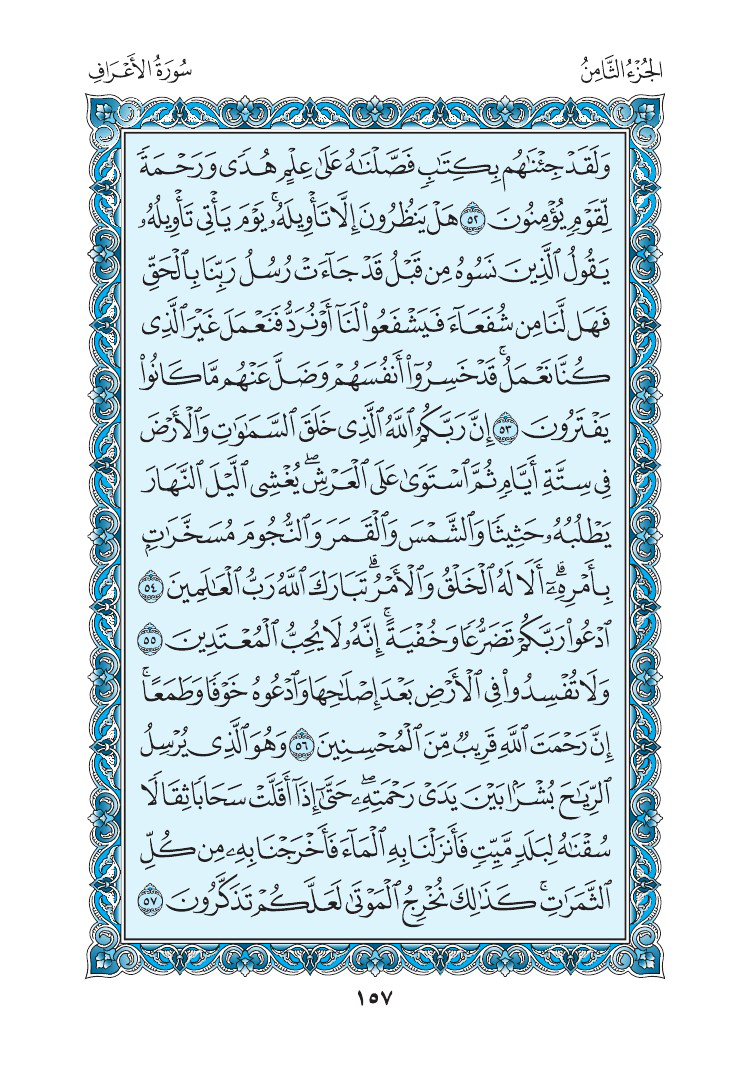 الجُزْءُ الثَّامِنُ
سُورَةُ الأَعْرَافِ
وَلَقَدْ جِئْنَٰهُم بِكِتَٰبٖ فَصَّلْنَٰهُ عَلَىٰ عِلْمٍ هُدٗى وَرَحْمَةٗ
لِّقَوْمٖ يُؤْمِنُونَ ٥٢ هَلْ يَنظُرُونَ إِلَّا تَأْوِيلَهُۥۚ يَوْمَ يَأْتِي تَأْوِيلُهُۥ
يَقُولُ ٱلَّذِينَ نَسُوهُ مِن قَبْلُ قَدْ جَآءَتْ رُسُلُ رَبِّنَا بِٱلْحَقِّ
فَهَل لَّنَا مِن شُفَعَآءَ فَيَشْفَعُوا۟ لَنَآ أَوْ نُرَدُّ فَنَعْمَلَ غَيْرَ ٱلَّذِي
كُنَّا نَعْمَلُۚ قَدْ خَسِرُوٓا۟ أَنفُسَهُمْ وَضَلَّ عَنْهُم مَّا كَانُوا۟
يَفْتَرُونَ ٥٣ إِنَّ رَبَّكُمُ ٱللَّهُ ٱلَّذِي خَلَقَ ٱلسَّمَٰوَٰتِ وَٱلْأَرْضَ
فِي سِتَّةِ أَيَّامٖ ثُمَّ ٱسْتَوَىٰ عَلَى ٱلْعَرْشِۖ يُغْشِي ٱلَّيْلَ ٱلنَّهَارَ
يَطْلُبُهُۥ حَثِيثٗا وَٱلشَّمْسَ وَٱلْقَمَرَ وَٱلنُّجُومَ مُسَخَّرَٰتِۭ
بِأَمْرِهِۦٓۗ أَلَا لَهُ ٱلْخَلْقُ وَٱلْأَمْرُۗ تَبَارَكَ ٱللَّهُ رَبُّ ٱلْعَٰلَمِينَ ٥٤
ٱدْعُوا۟ رَبَّكُمْ تَضَرُّعٗا وَخُفْيَةًۚ إِنَّهُۥ لَا يُحِبُّ ٱلْمُعْتَدِينَ ٥٥
وَلَا تُفْسِدُوا۟ فِي ٱلْأَرْضِ بَعْدَ إِصْلَٰحِهَا وَٱدْعُوهُ خَوْفٗا وَطَمَعًاۚ
إِنَّ رَحْمَتَ ٱللَّهِ قَرِيبٞ مِّنَ ٱلْمُحْسِنِينَ ٥٦ وَهُوَ ٱلَّذِي يُرْسِلُ
ٱلرِّيَٰحَ بُشْرَۢا بَيْنَ يَدَيْ رَحْمَتِهِۦۖ حَتَّىٰٓ إِذَآ أَقَلَّتْ سَحَابٗا ثِقَالٗا
سُقْنَٰهُ لِبَلَدٖ مَّيِّتٖ فَأَنزَلْنَا بِهِ ٱلْمَآءَ فَأَخْرَجْنَا بِهِۦ مِن كُلِّ
ٱلثَّمَرَٰتِۚ كَذَٰلِكَ نُخْرِجُ ٱلْمَوْتَىٰ لَعَلَّكُمْ تَذَكَّرُونَ ٥٧
١٥٧